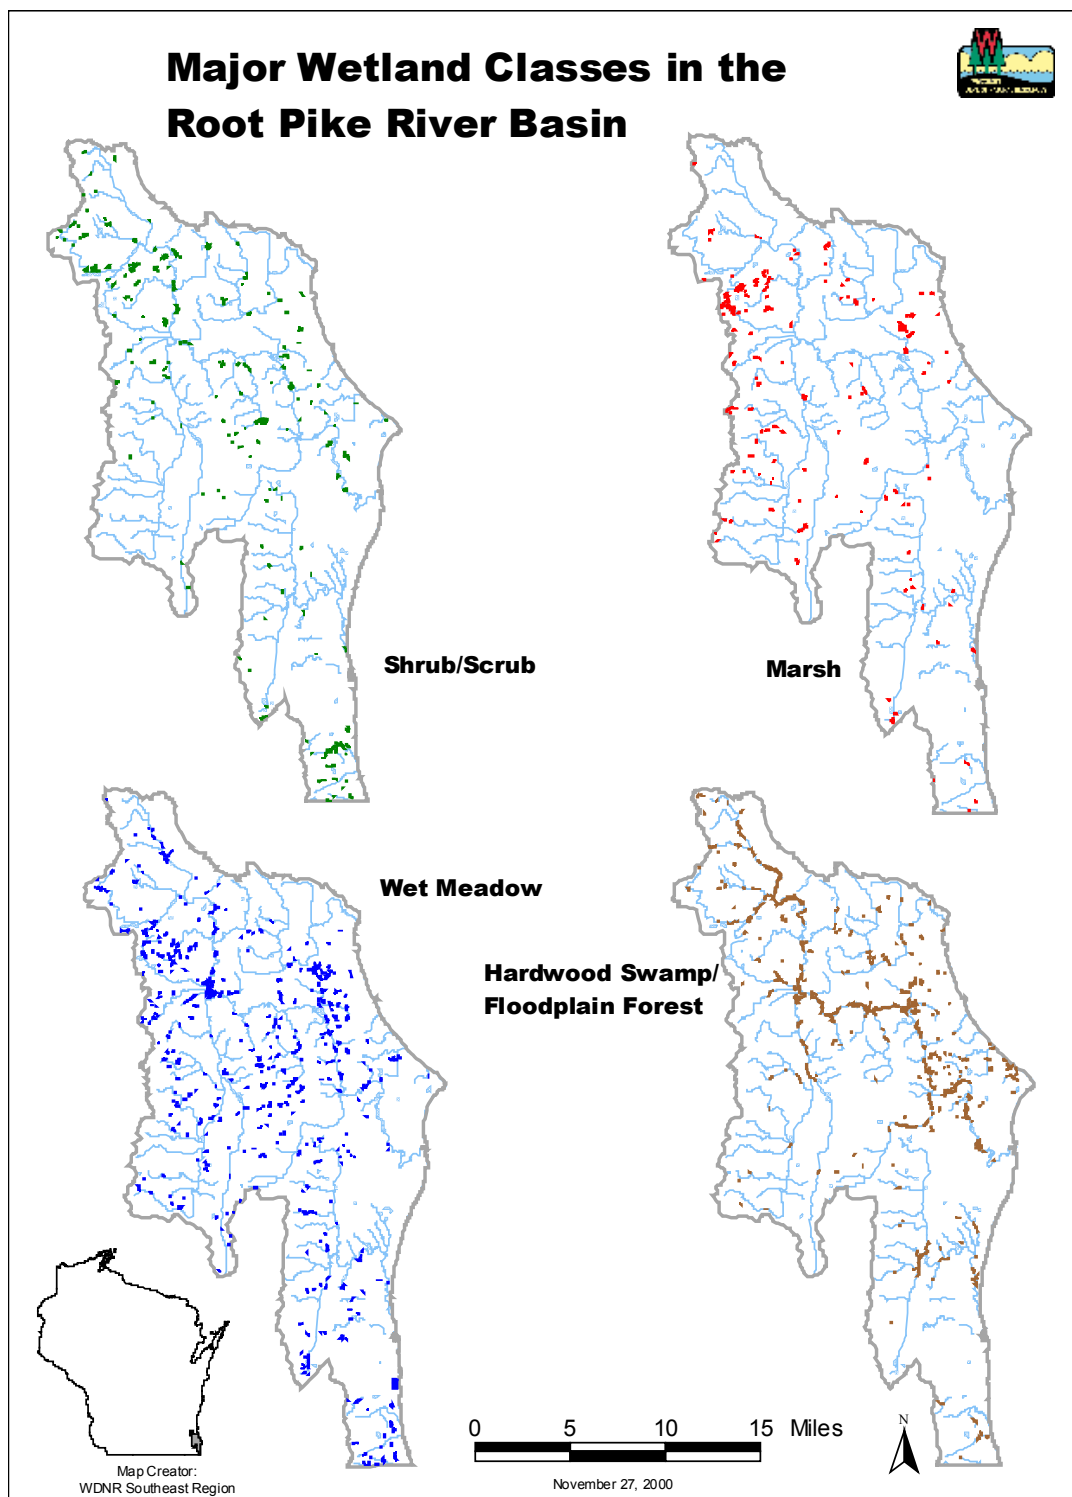 Major Wetland Classes in the
Root Pike River Basin
Shrub/Scrub
Marsh
Wet Meadow
Hardwood Swamp/
Floodplain Forest
0 5 10 15 Miles
N
Map Creator:
WDNR Southeast Region
November 27, 2000